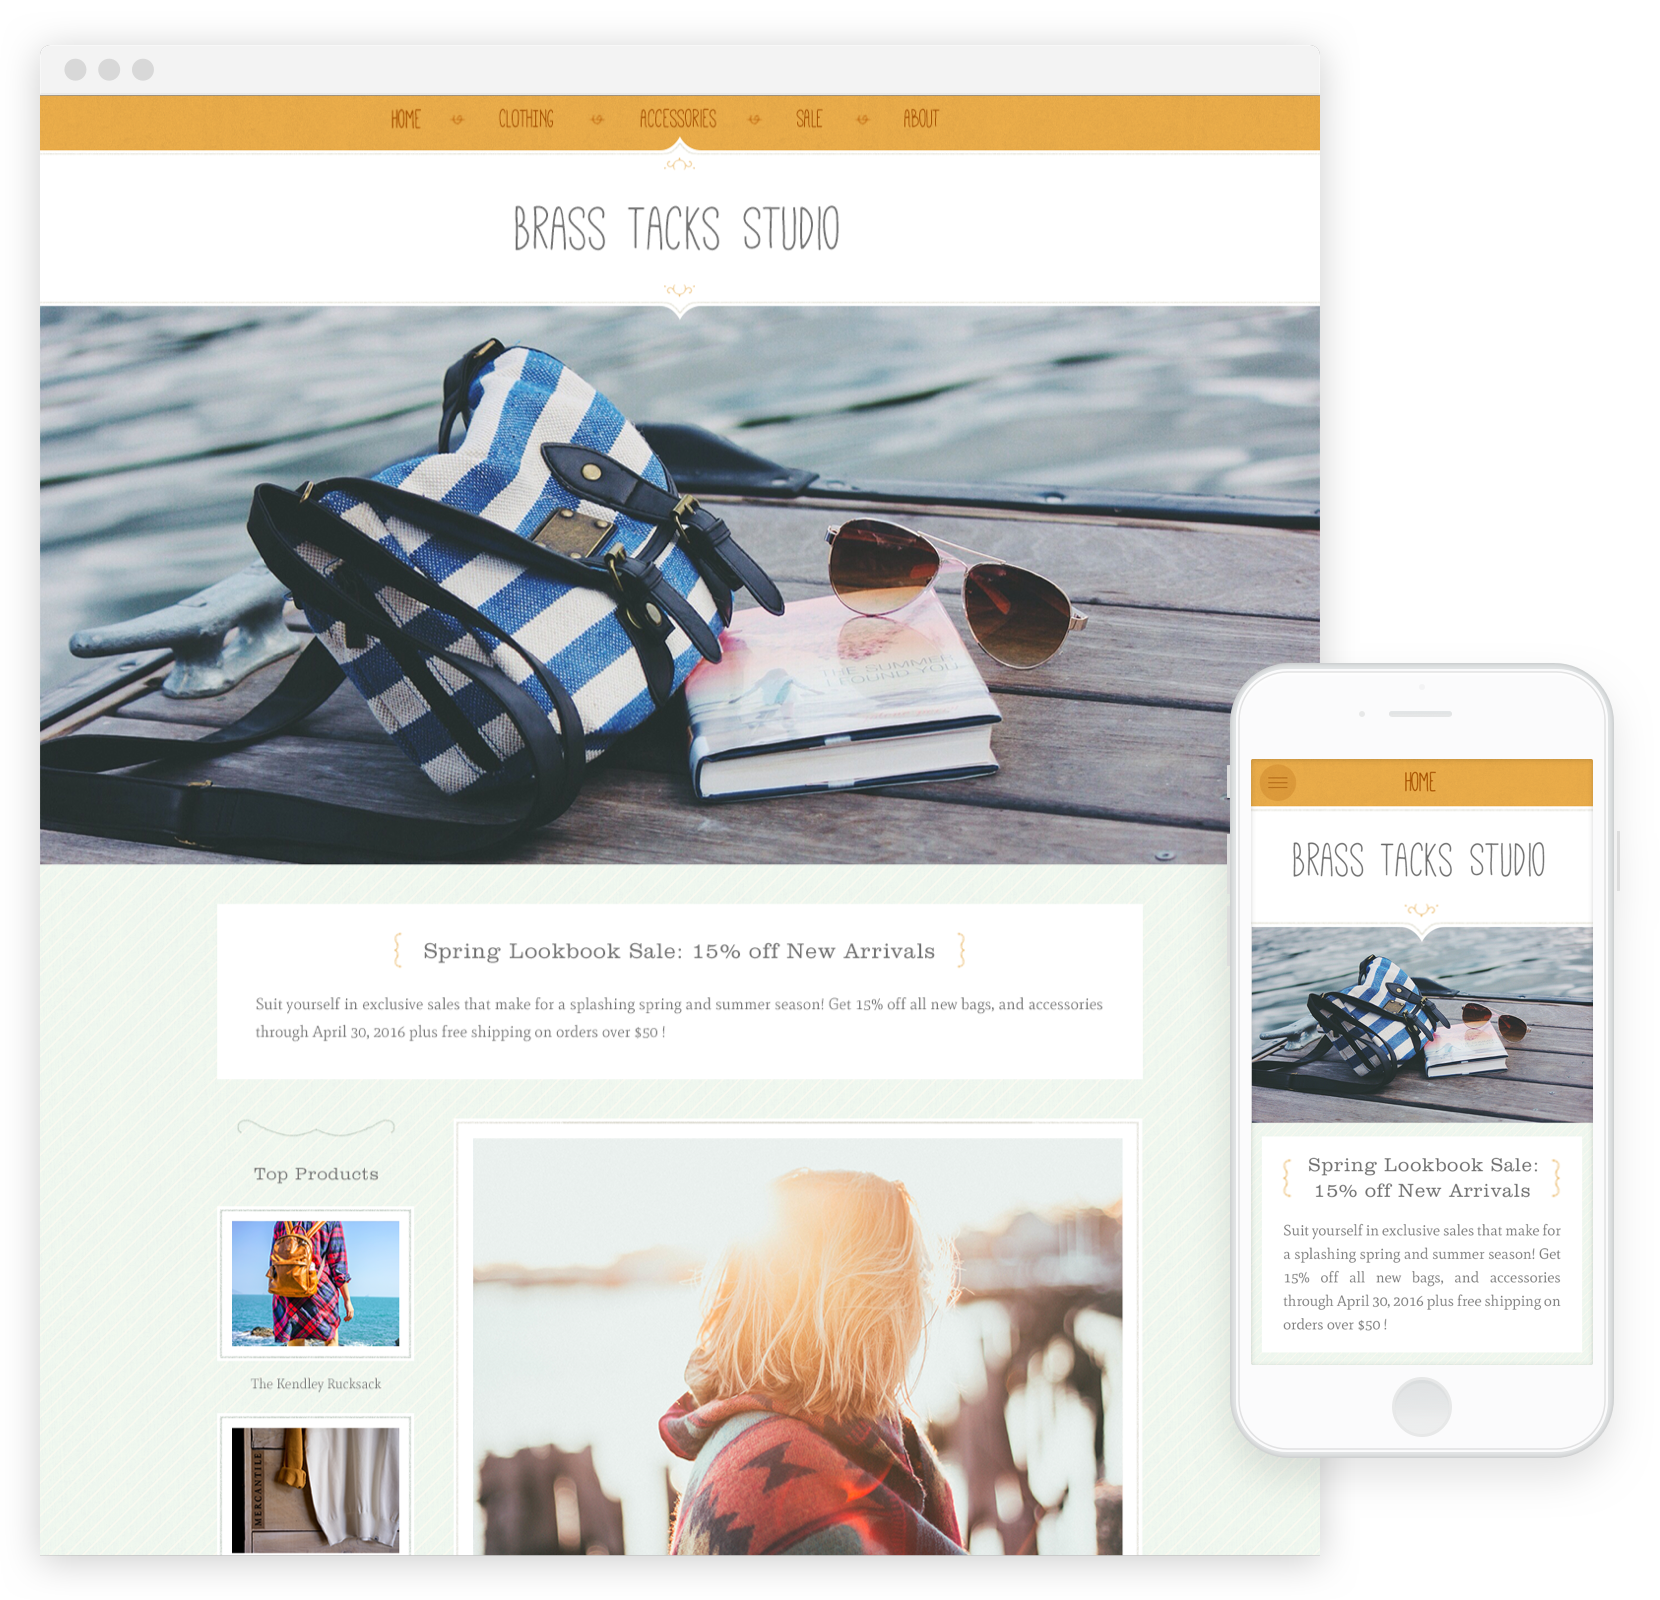 HOME CLOTHING ACCESSORIES SALE ABOUT
BRASS TACKS STUDIO
THE SUMMER
I FOUND YOU
Spring Lookbook Sale: 15% off New Arrivals
Suit yourself in exclusive sales that make for a splashing spring and summer season! Get 15% off all new bags, and accessories
through April 30, 2016 plus free shipping on orders over $50 !
Top Products
The Kendley Rucksack
MERCANTILE
HOME
BRASS TACKS STUDIO
Spring Lookbook Sale:
15% off New Arrivals
Suit yourself in exclusive sales that make for
a splashing spring and summer season! Get
15% off all new bags, and accessories
through April 30, 2016 plus free shipping on
orders over $50 !